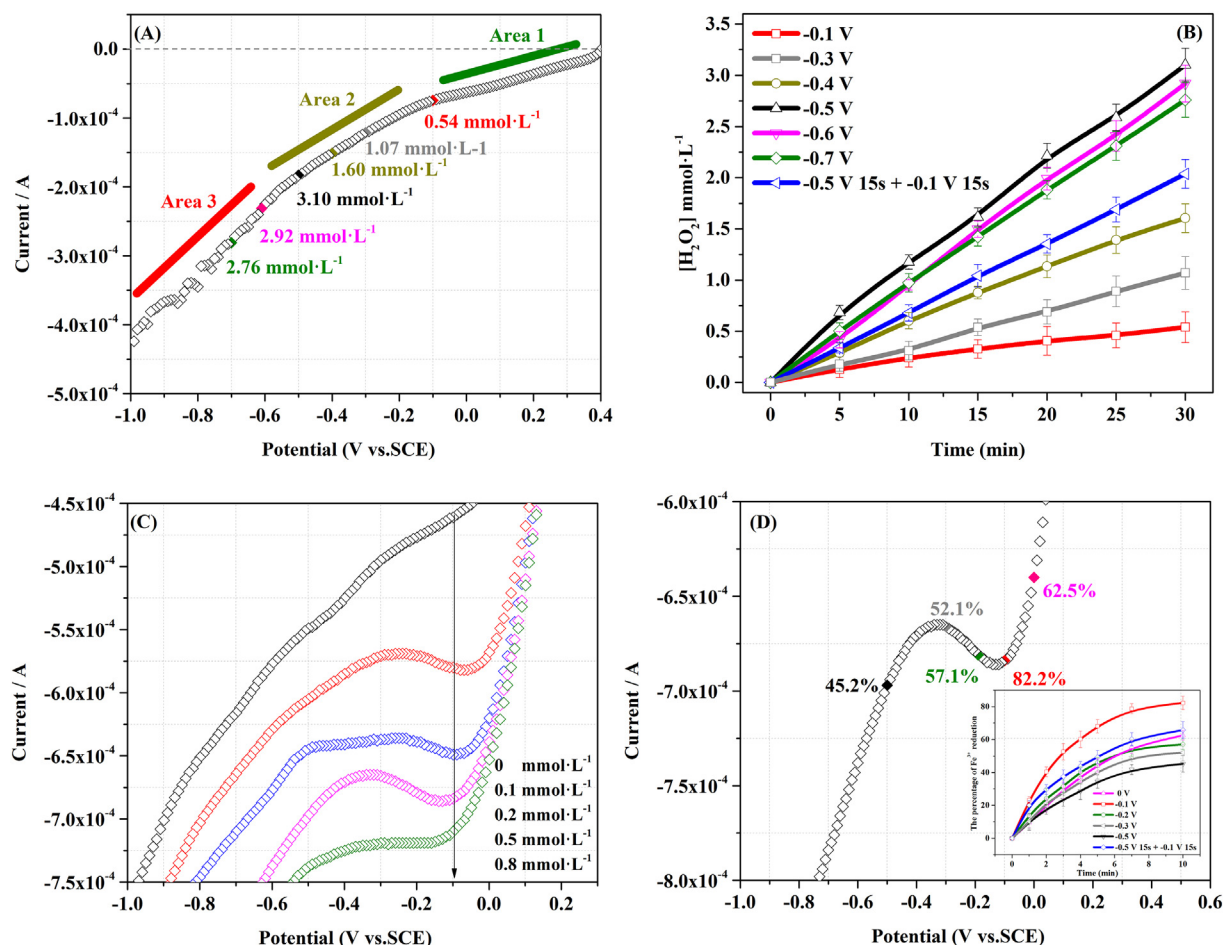 (A)
Area 1
Area 2
Area 3
0.54 mmol·L⁻¹
1.07 mmol·L-1
1.60 mmol·L⁻¹
3.10 mmol·L⁻¹
2.92 mmol·L⁻¹
2.76 mmol·L⁻¹
0.0
-1.0x10⁻⁴
-2.0x10⁻⁴
-3.0x10⁻⁴
-4.0x10⁻⁴
-5.0x10⁻⁴
Current / A
-1.0 -0.8 -0.6 -0.4 -0.2 0.0 0.2 0.4
Potential (V vs.SCE)
(B)
-0.1 V
-0.3 V
-0.4 V
-0.5 V
-0.6 V
-0.7 V
-0.5 V 15s + -0.1 V 15s
3.5
3.0
2.5
2.0
1.5
1.0
0.5
0.0
[H₂O₂] mmol·L⁻¹
0 5 10 15 20 25 30
Time (min)
(C)
-4.5x10⁻⁴
-5.0x10⁻⁴
-5.5x10⁻⁴
-6.0x10⁻⁴
-6.5x10⁻⁴
-7.0x10⁻⁴
-7.5x10⁻⁴
Current / A
0 mmol·L⁻¹
0.1 mmol·L⁻¹
0.2 mmol·L⁻¹
0.5 mmol·L⁻¹
0.8 mmol·L⁻¹
-1.0 -0.8 -0.6 -0.4 -0.2 0.0 0.2
Potential (V vs.SCE)
(D)
-6.0x10⁻⁴
-6.5x10⁻⁴
-7.0x10⁻⁴
-7.5x10⁻⁴
-8.0x10⁻⁴
Current / A
62.5%
52.1%
57.1%
82.2%
45.2%
80
60
40
20
0
The percentage of Fe³⁺ reduction
0 V
-0.1 V
-0.2 V
-0.3 V
-0.5 V
-0.5 V 15s + -0.1 V 15s
0 2 4 6 8 10
Time (min)
-1.0 -0.8 -0.6 -0.4 -0.2 0.0 0.2 0.4 0.6
Potential (V vs.SCE)